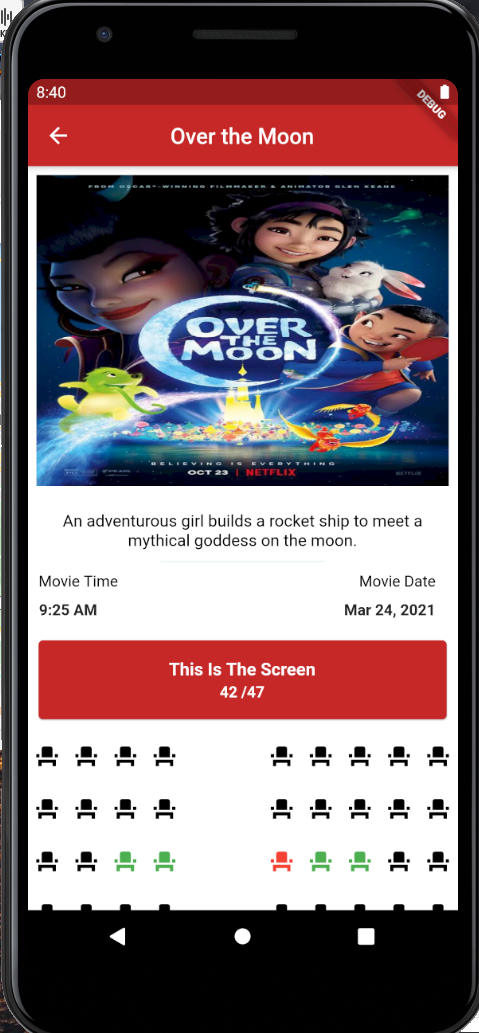 8:40
DEBUG
Over the Moon
FROM OSCAR®-WINNING FILMMAKER & ANIMATOR GLEN KEANE
OVER
THE
MOON
BELIEVING IS EVERYTHING
OCT 23 | NETFLIX
NETFLIX
An adventurous girl builds a rocket ship to meet a
mythical goddess on the moon.
Movie Time
Movie Date
9:25 AM
Mar 24, 2021
This Is The Screen
42 /47